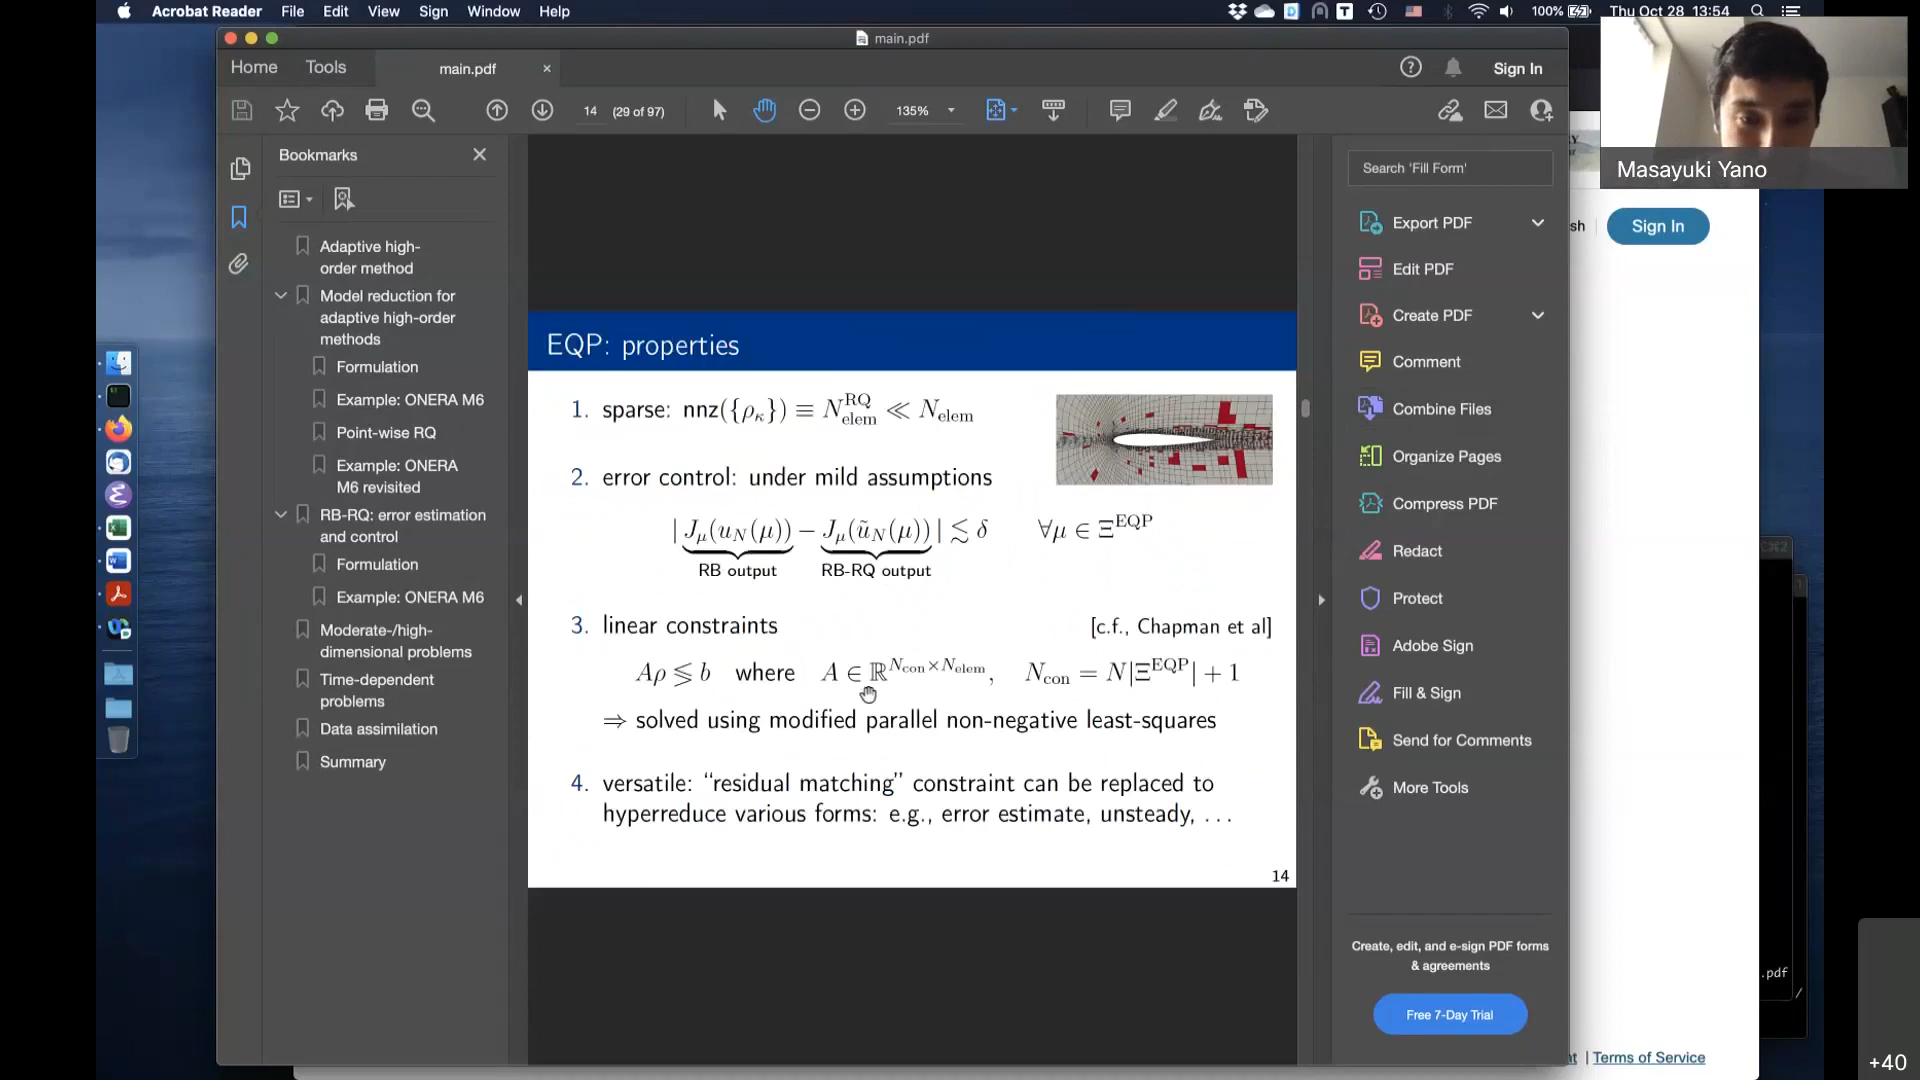 Acrobat Reader File Edit View Sign Window Help
100% Thu Oct 28 13:54
main.pdf
Home Tools main.pdf × Sign In
14 (29 of 97) 135%
Bookmarks
Adaptive high-
order method
Model reduction for
adaptive high-order
methods
Formulation
Example: ONERA M6
Point-wise RQ
Example: ONERA
M6 revisited
RB-RQ: error estimation
and control
Formulation
Example: ONERA M6
Moderate-/high-
dimensional problems
Time-dependent
problems
Data assimilation
Summary
EQP: properties
1. sparse: nnz({ρ_κ}) ≡ N_elem^RQ ≪ N_elem
2. error control: under mild assumptions
| J_μ(u_N(μ)) − J_μ(ũ_N(μ)) | ≲ δ ∀μ ∈ Ξ^EQP
RB output RB-RQ output
3. linear constraints [c.f., Chapman et al]
Aρ ≶ b where A ∈ ℝ^{N_con×N_elem}, N_con = N|Ξ^EQP| + 1
⇒ solved using modified parallel non-negative least-squares
4. versatile: “residual matching” constraint can be replaced to
hyperreduce various forms: e.g., error estimate, unsteady, ...
14
Search 'Fill Form'
Export PDF
Edit PDF
Create PDF
Comment
Combine Files
Organize Pages
Compress PDF
Redact
Protect
Adobe Sign
Fill & Sign
Send for Comments
More Tools
Create, edit, and e-sign PDF forms
& agreements
Free 7-Day Trial
Masayuki Yano
sh Sign In
.pdf
| Terms of Service
+40